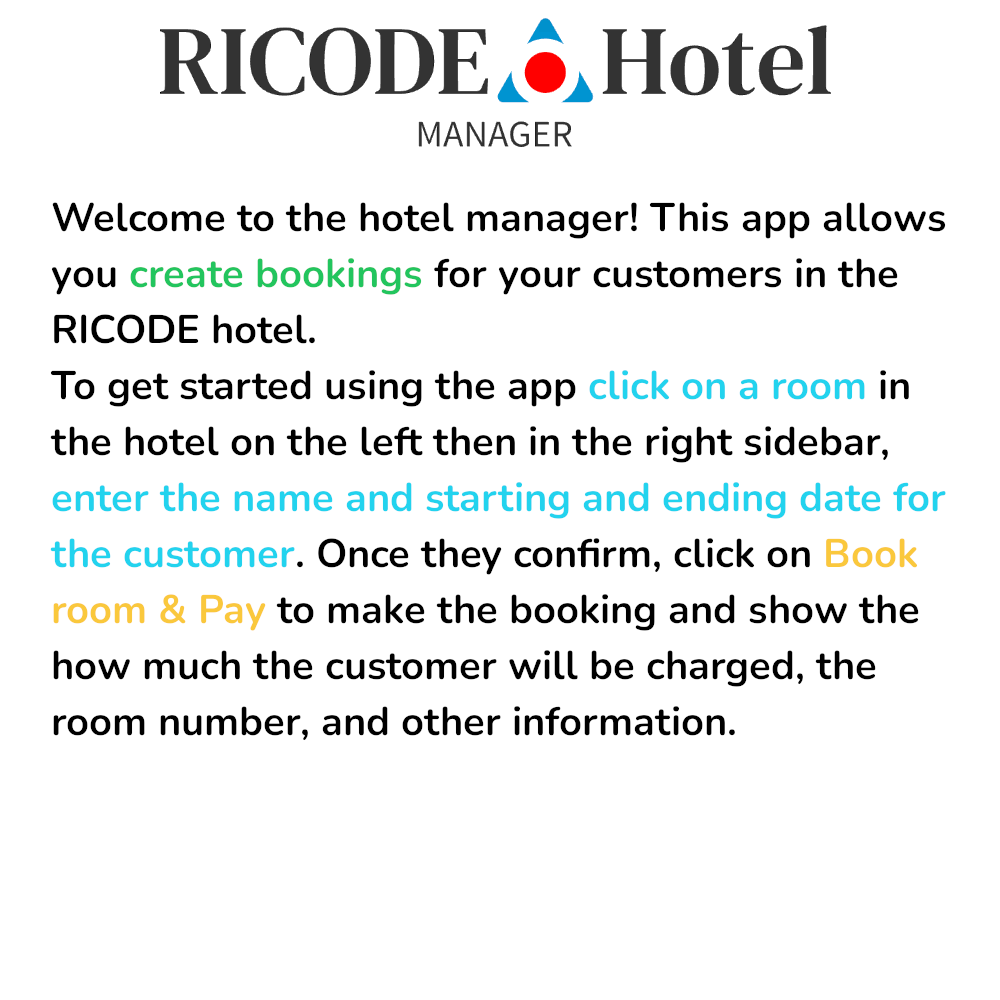 RICODE Hotel
MANAGER
Welcome to the hotel manager! This app allows
you create bookings for your customers in the
RICODE hotel.
To get started using the app click on a room in
the hotel on the left then in the right sidebar,
enter the name and starting and ending date for
the customer. Once they confirm, click on Book
room & Pay to make the booking and show the
how much the customer will be charged, the
room number, and other information.